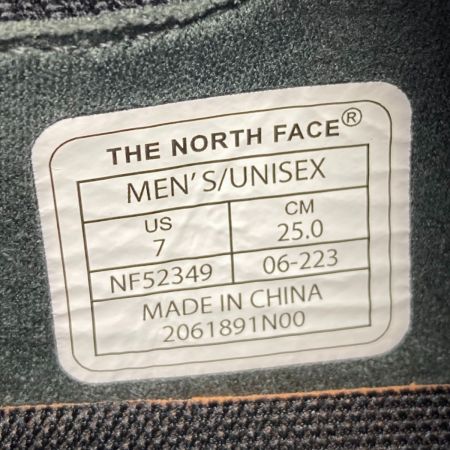 THE NORTH FACE®
MEN'S/UNISEX
US CM
7 25.0
NF52349 06-223
MADE IN CHINA
2061891N00